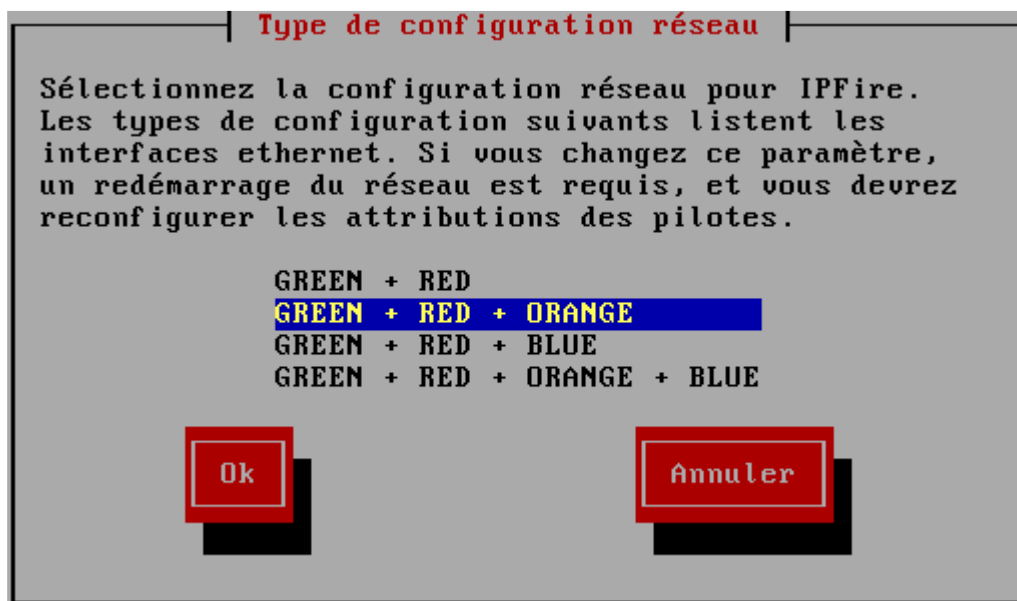 Type de configuration réseau
Sélectionnez la configuration réseau pour IPFire.
Les types de configuration suivants listent les
interfaces ethernet. Si vous changez ce paramètre,
un redémarrage du réseau est requis, et vous devrez
reconfigurer les attributions des pilotes.
GREEN + RED
GREEN + RED + ORANGE
GREEN + RED + BLUE
GREEN + RED + ORANGE + BLUE
Ok Annuler